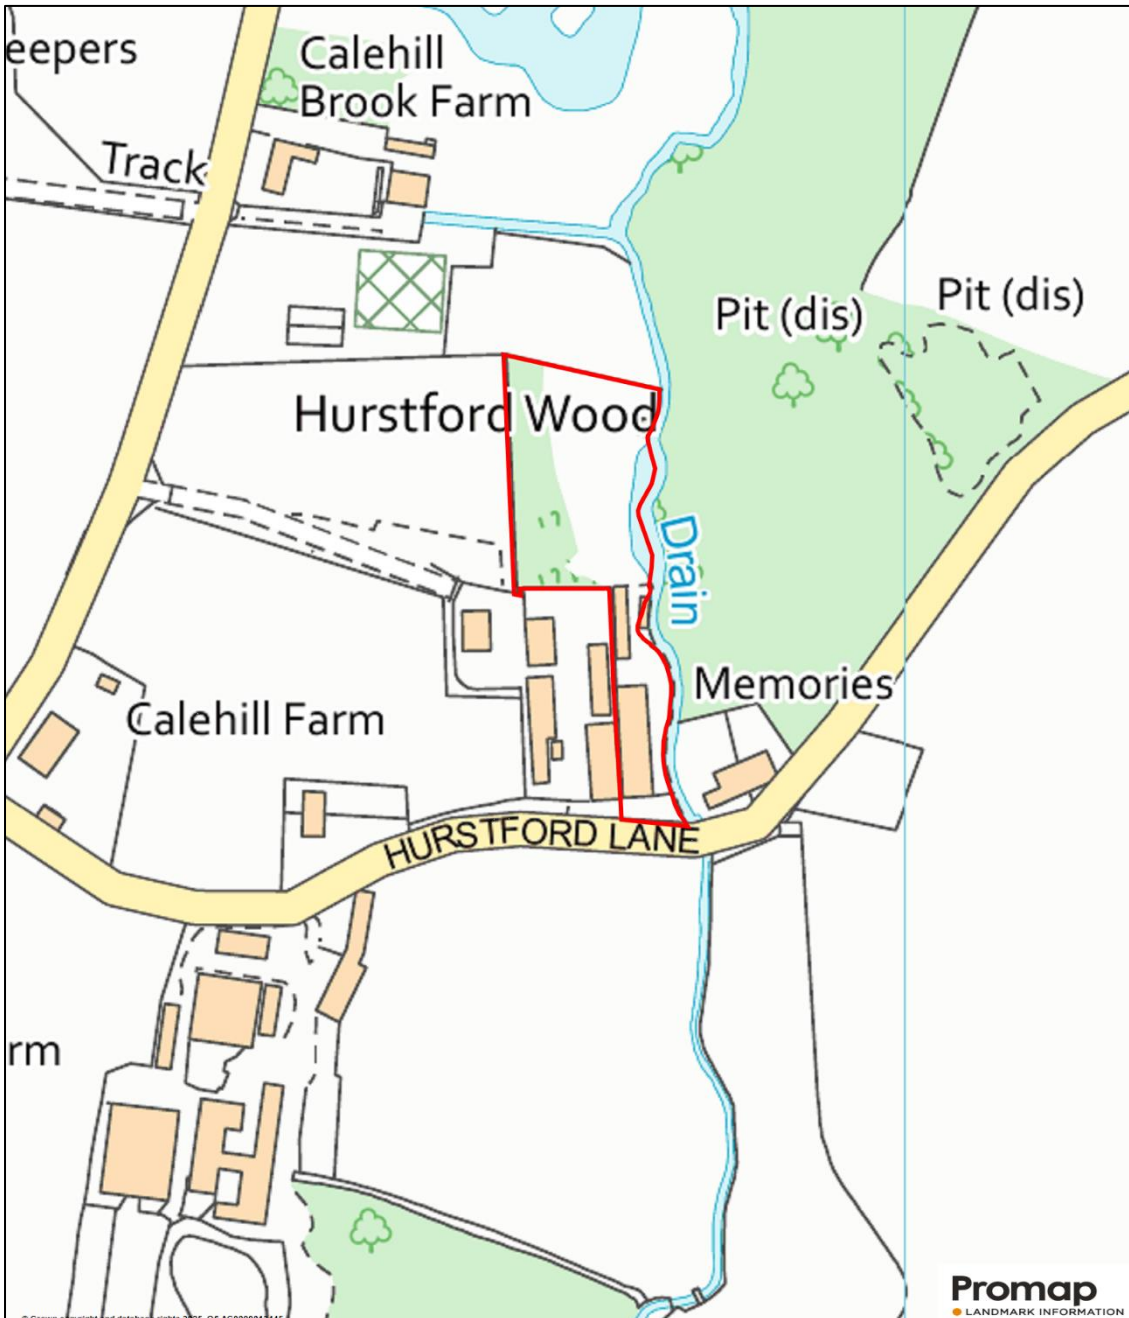 eepers
Calehill
Brook Farm
Track
Pit (dis)
Pit (dis)
Hurstford Wood
Drain
Memories
Calehill Farm
HURSTFORD LANE
rm
Promap
LANDMARK INFORMATION